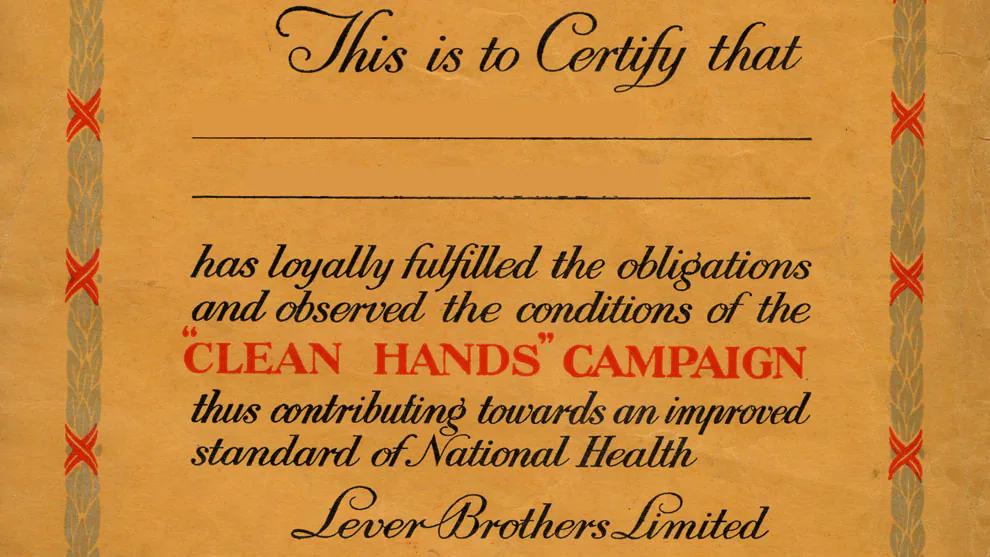 This is to Certify that
has loyally fulfilled the obligations
and observed the conditions of the
“CLEAN HANDS” CAMPAIGN
thus contributing towards an improved
standard of National Health
Lever Brothers Limited